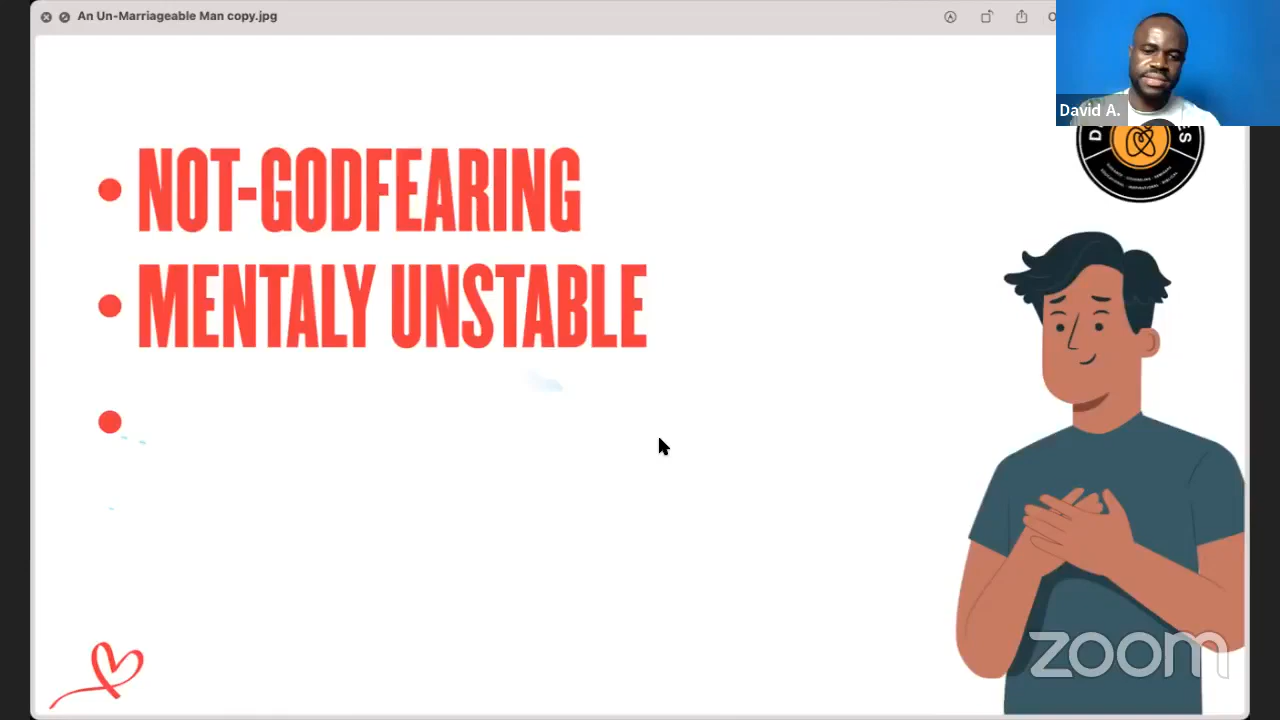 An Un-Marriageable Man copy.jpg
David A.
• NOT-GODFEARING
• MENTALY UNSTABLE
•
zoom